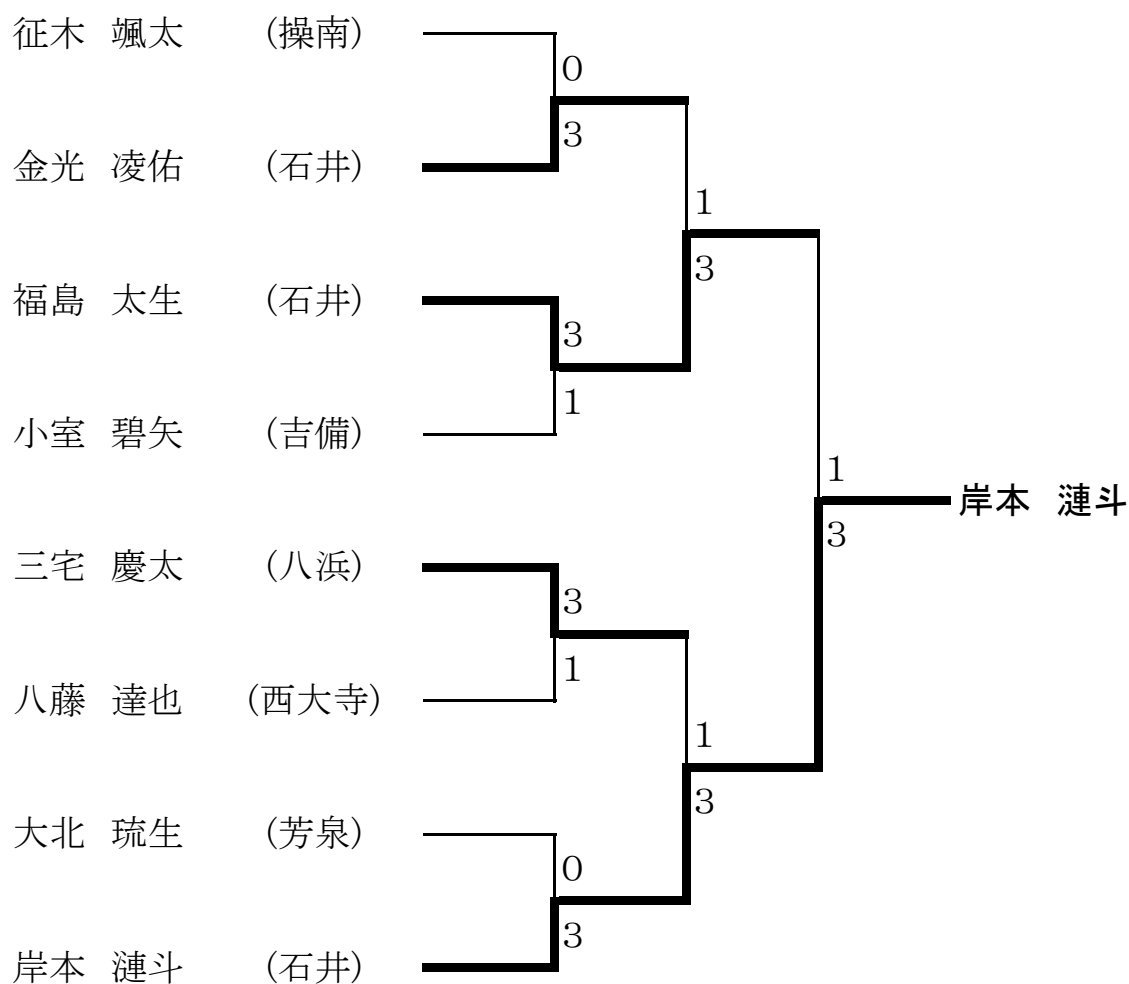 征木 颯太 (操南)
0
3
金光 凌佑 (石井)
1
3
福島 太生 (石井)
3
1
小室 碧矢 (吉備)
1
岸本 漣斗
3
三宅 慶太 (八浜)
3
1
八藤 達也 (西大寺)
1
3
大北 琉生 (芳泉)
0
3
岸本 漣斗 (石井)